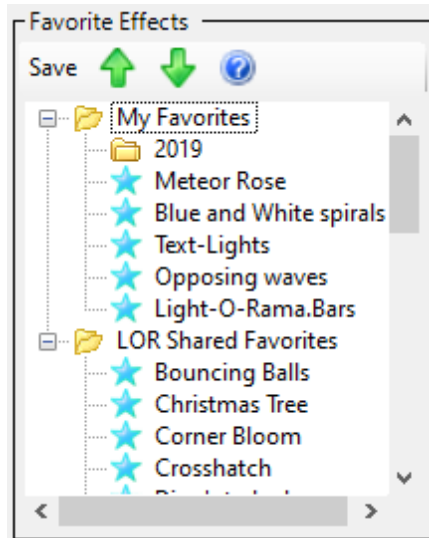 Favorite Effects
Save
My Favorites
2019
Meteor Rose
Blue and White spirals
Text-Lights
Opposing waves
Light-O-Rama.Bars
LOR Shared Favorites
Bouncing Balls
Christmas Tree
Corner Bloom
Crosshatch